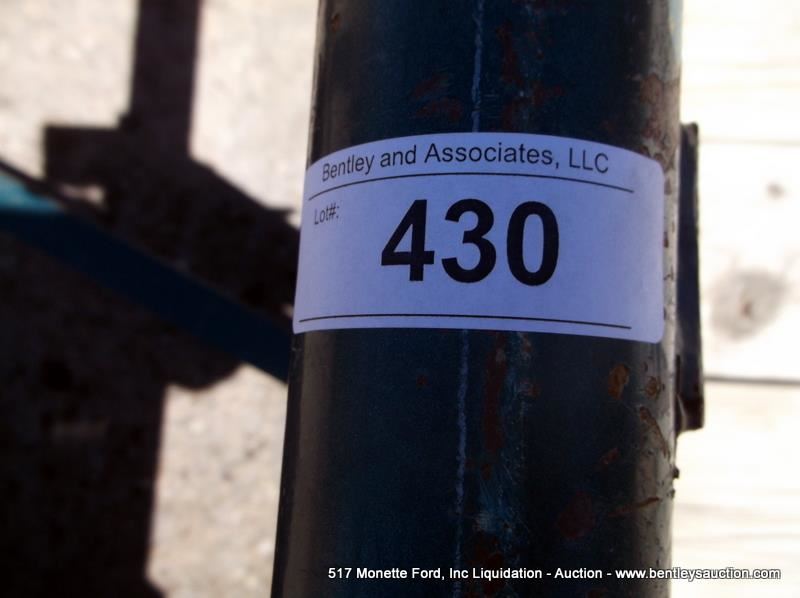 Bentley and Associates, LLC
Lot#:
430
517 Monette Ford, Inc Liquidation - Auction - www.bentleysauction.com